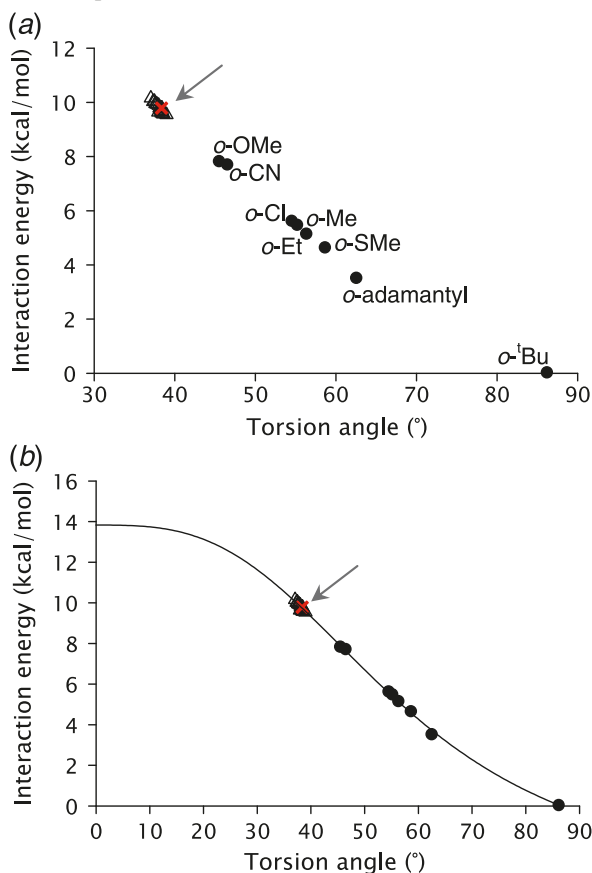 (a)
14
12
10
8
6
4
2
0
Interaction energy (kcal/mol)
o-OMe
o-CN
o-Cl
o-Me
o-Et
o-SMe
o-adamantyl
o-ᵗBu
30 40 50 60 70 80 90
Torsion angle (°)
(b)
16
14
12
10
8
6
4
2
0
Interaction energy (kcal/mol)
0 10 20 30 40 50 60 70 80 90
Torsion angle (°)